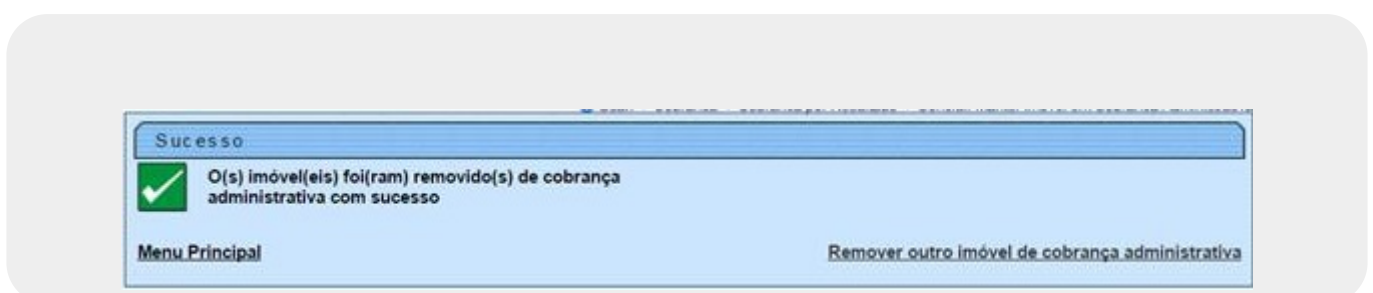 Sucesso
O(s) imóvel(eis) foi(ram) removido(s) de cobrança
administrativa com sucesso
Menu Principal
Remover outro imóvel de cobrança administrativa